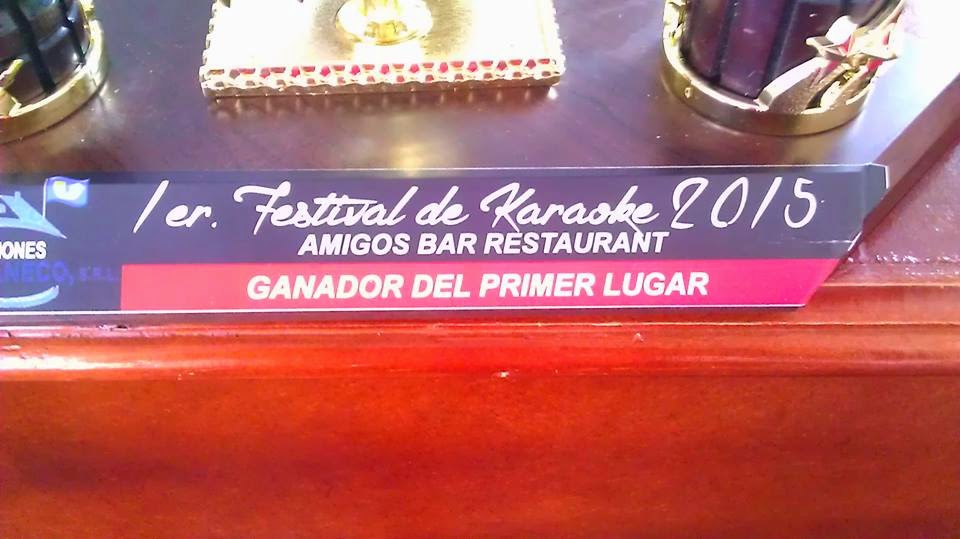 1er. Festival de Karaoke 2015
AMIGOS BAR RESTAURANT
GANADOR DEL PRIMER LUGAR